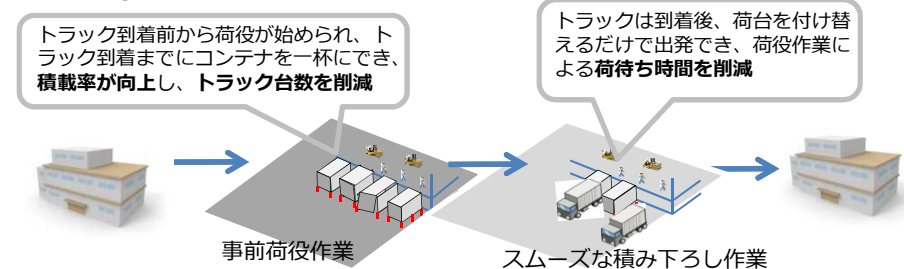 トラック到着前から荷役が始められ、ト
ラック到着までにコンテナを一杯にでき、
積載率が向上し、トラック台数を削減
トラックは到着後、荷台を付け替
えるだけで出発でき、荷役作業に
よる荷待ち時間を削減
事前荷役作業
スムーズな積み下ろし作業